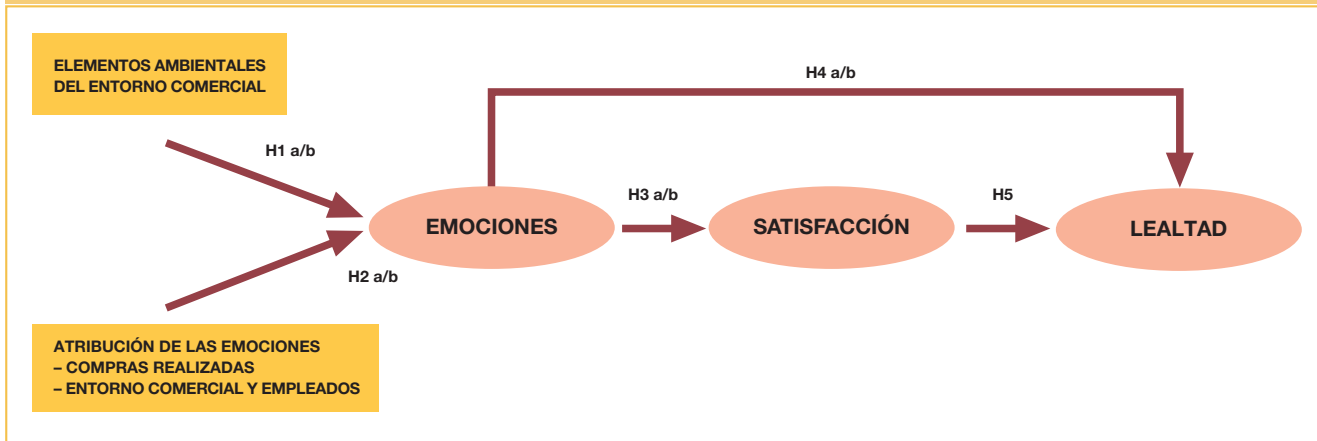 ELEMENTOS AMBIENTALES
DEL ENTORNO COMERCIAL
H4 a/b
H1 a/b
H3 a/b
H5
EMOCIONES
SATISFACCIÓN
LEALTAD
H2 a/b
ATRIBUCIÓN DE LAS EMOCIONES
– COMPRAS REALIZADAS
– ENTORNO COMERCIAL Y EMPLEADOS